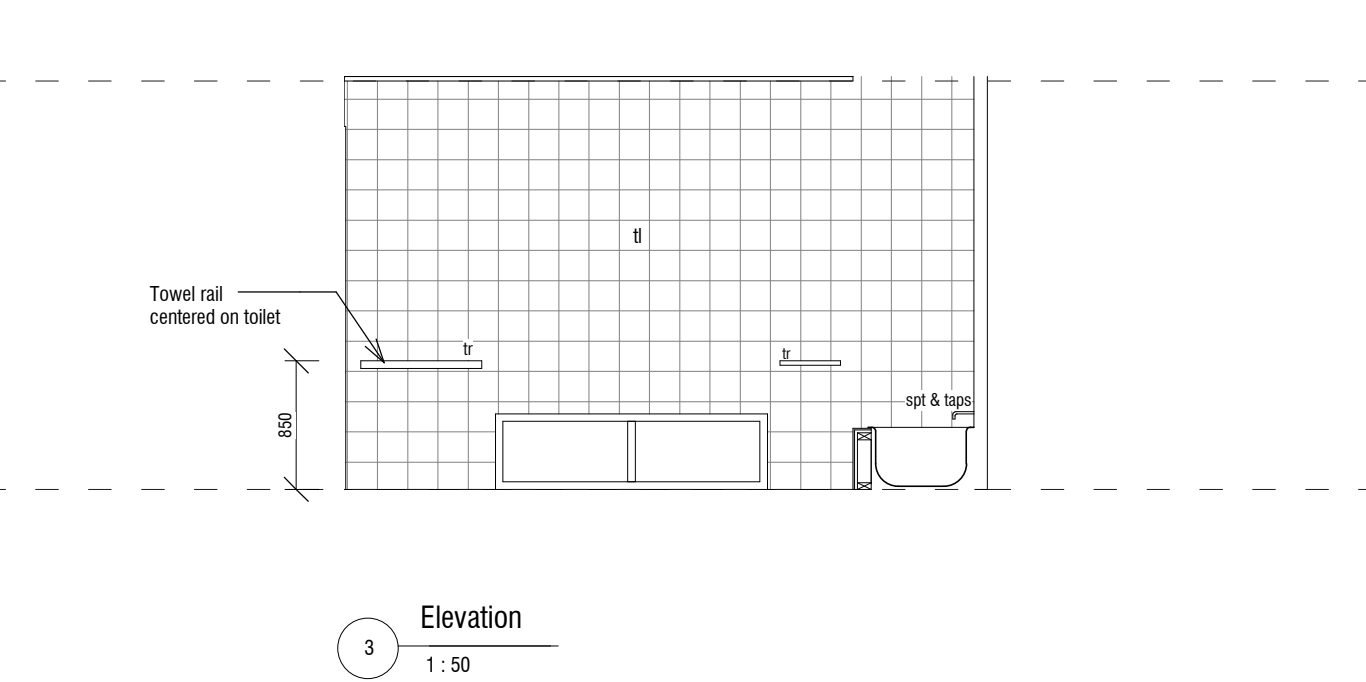 tl
Towel rail
centered on toilet
tr
tr
spt & taps
850
Elevation
3
1 : 50